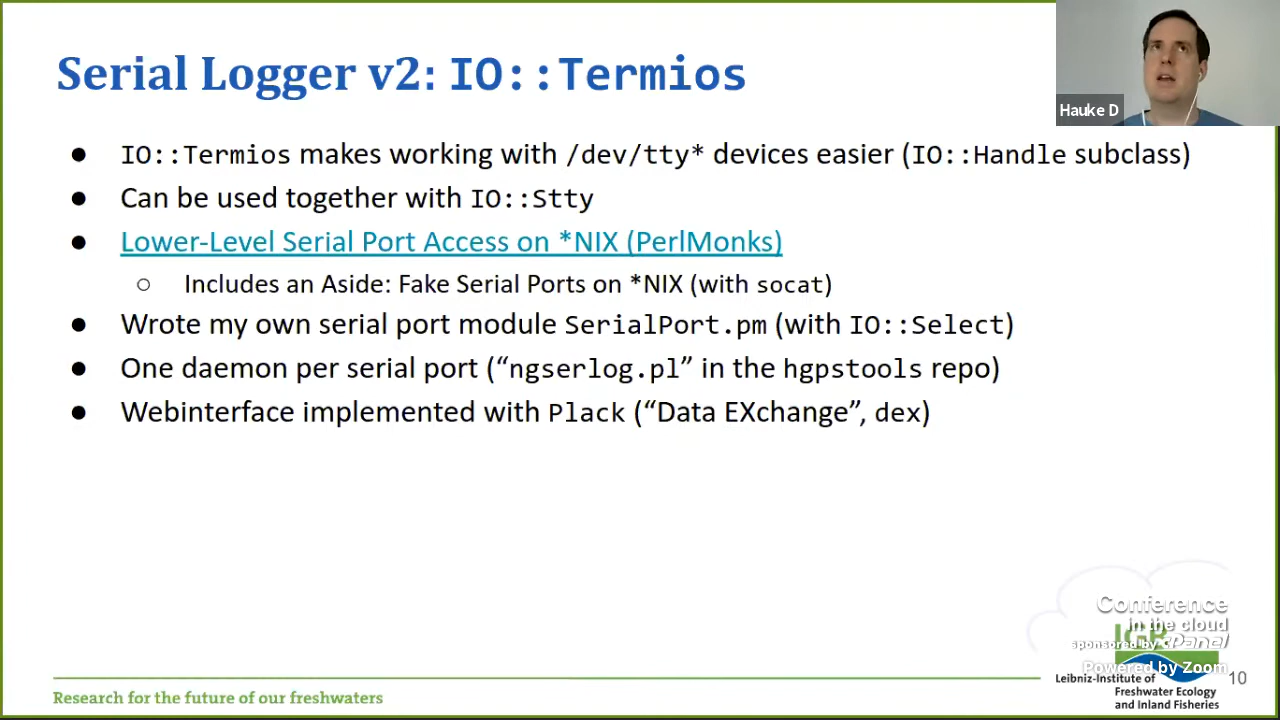 Serial Logger v2: IO::Termios
Hauke D
● IO::Termios makes working with /dev/tty* devices easier (IO::Handle subclass)
● Can be used together with IO::Stty
● Lower-Level Serial Port Access on *NIX (PerlMonks)
○ Includes an Aside: Fake Serial Ports on *NIX (with socat)
● Wrote my own serial port module SerialPort.pm (with IO::Select)
● One daemon per serial port (“ngserlog.pl” in the hgpstools repo)
● Webinterface implemented with Plack (“Data EXchange”, dex)
Conference
in the cloud
IGB
sponsored by cPanel
Powered by Zoom
Leibniz-Institute of
Freshwater Ecology
and Inland Fisheries
10
Research for the future of our freshwaters